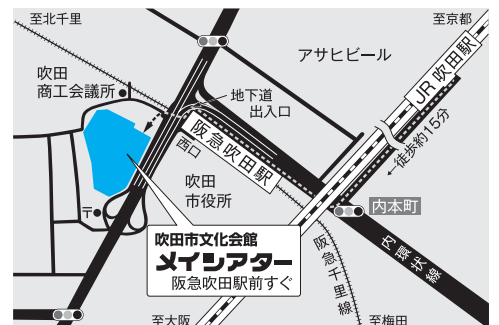 至北千里
至京都
アサヒビール
JR 吹田駅
吹田
商工会議所
地下道
出入口
徒歩約15分
阪急吹田駅
西口
吹田
市役所
〒
内本町
吹田市文化会館
メイシアター
阪急吹田駅前すぐ
内環状線
阪急千里線
至大阪
至梅田